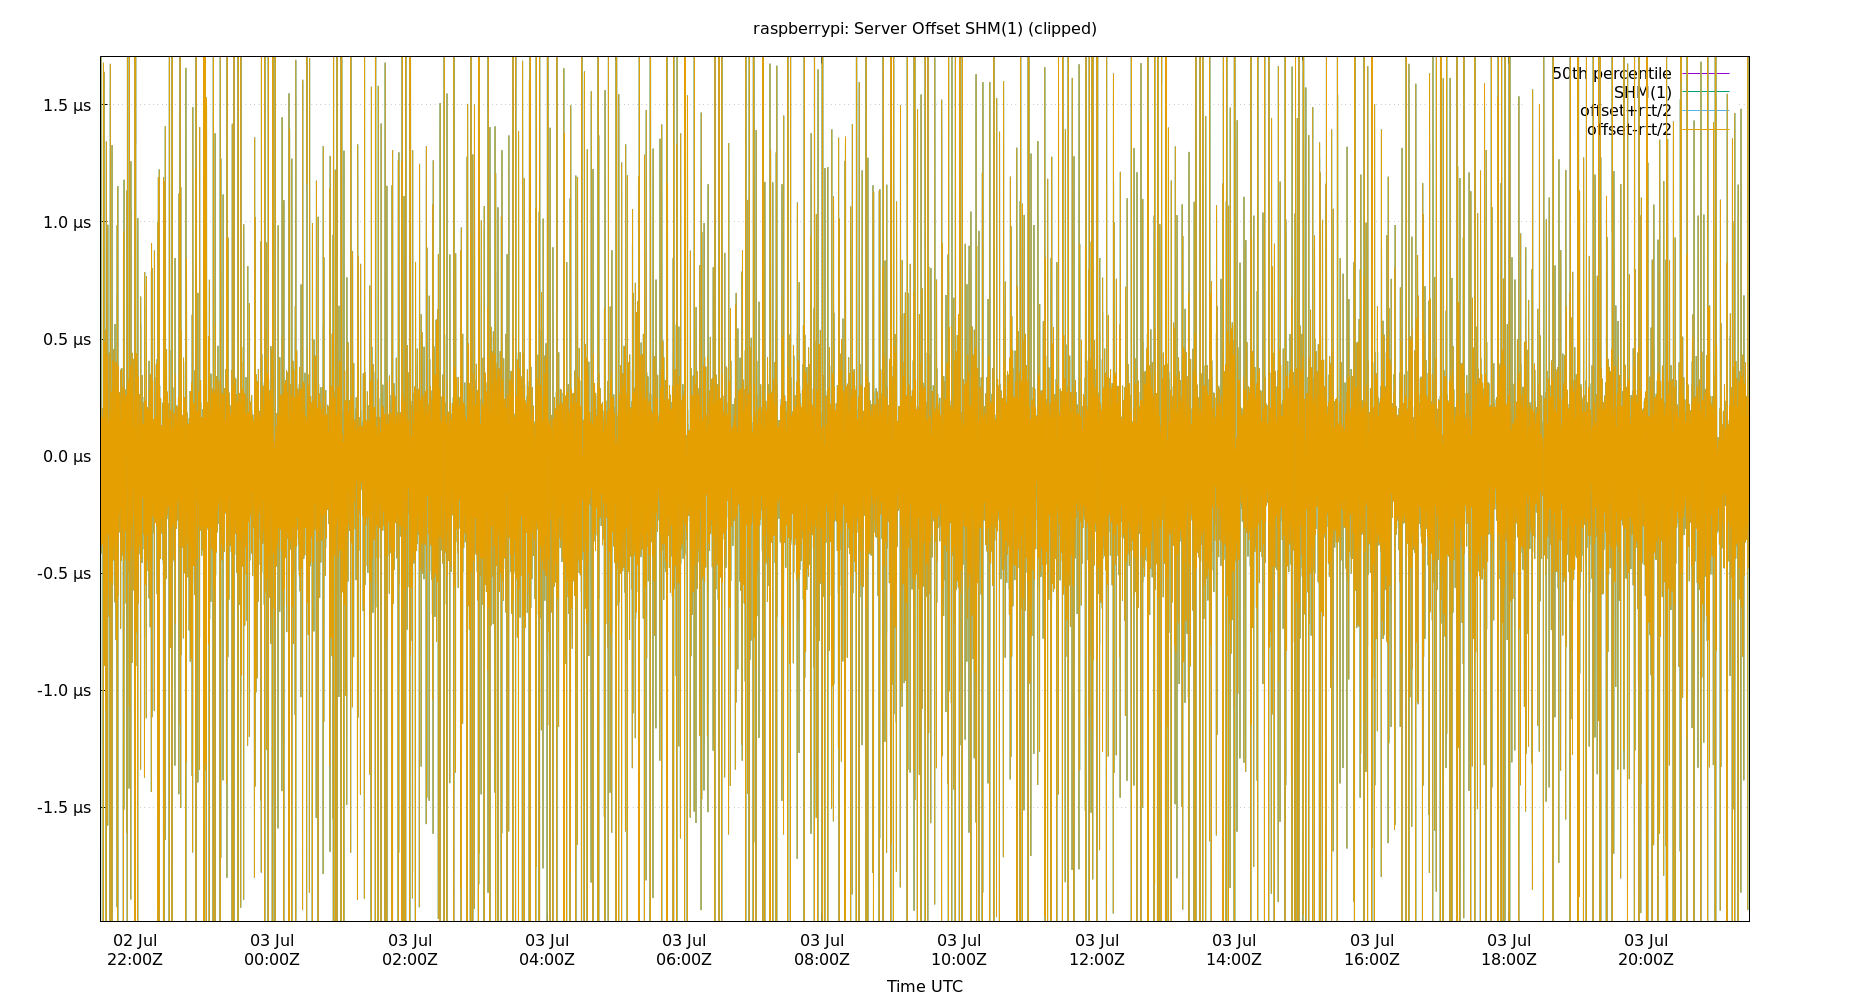 raspberrypi: Server Offset SHM(1) (clipped)
50th percentile
SHM(1)
offset+rtt/2
offset-rtt/2
1.5 µs
1.0 µs
0.5 µs
0.0 µs
-0.5 µs
-1.0 µs
-1.5 µs
02 Jul 03 Jul 03 Jul 03 Jul 03 Jul 03 Jul 03 Jul 03 Jul 03 Jul 03 Jul 03 Jul 03 Jul
22:00Z 00:00Z 02:00Z 04:00Z 06:00Z 08:00Z 10:00Z 12:00Z 14:00Z 16:00Z 18:00Z 20:00Z
Time UTC